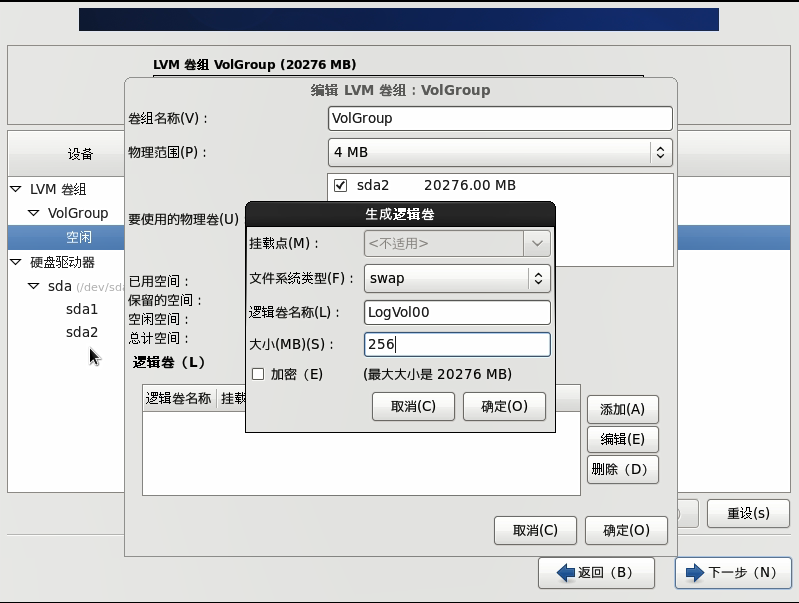 LVM 卷组 VolGroup (20276 MB)
编辑 LVM 卷组：VolGroup
卷组名称(V)： VolGroup
物理范围(P)： 4 MB
设备
sda2 20276.00 MB
LVM 卷组
VolGroup
要使用的物理卷(U)
空闲
硬盘驱动器
sda (/dev/sda
sda1
sda2
已用空间：
保留的空间：
空闲空间：
总计空间：
逻辑卷（L）
逻辑卷名称 挂载
生成逻辑卷
挂载点(M)： <不适用>
文件系统类型(F)： swap
逻辑卷名称(L)： LogVol00
大小(MB)(S)： 256
加密（E） (最大大小是 20276 MB)
取消(C) 确定(O)
添加(A)
编辑(E)
删除（D）
取消(C) 确定(O)
) 重设(s)
返回（B） 下一步（N）